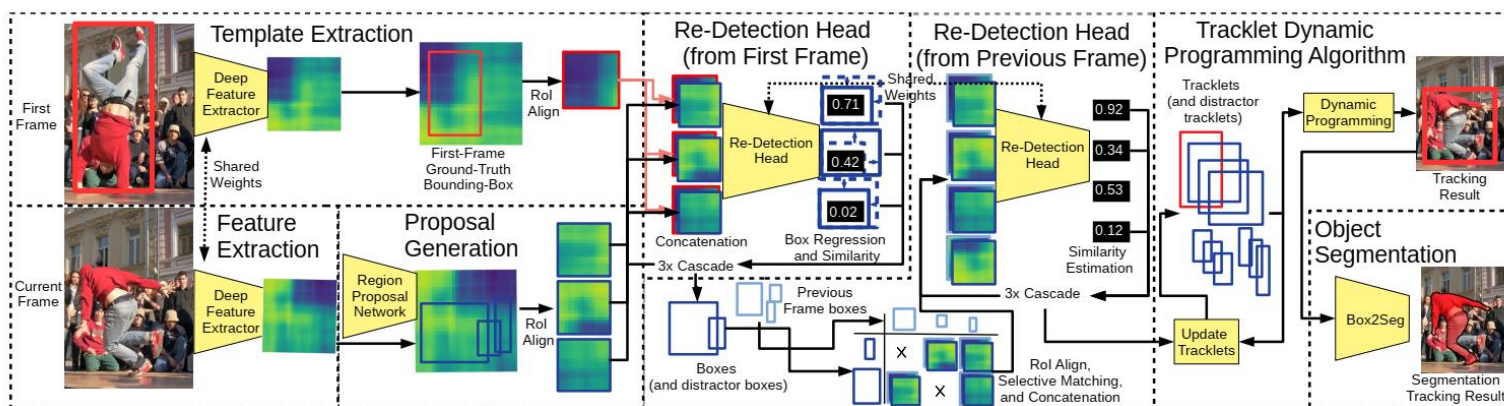 Template Extraction
First
Frame
Deep
Feature
Extractor
RoI
Align
First-Frame
Ground-Truth
Bounding-Box
Shared
Weights
Current
Frame
Feature
Extraction
Deep
Feature
Extractor
Proposal
Generation
Region
Proposal
Network
RoI
Align
Re-Detection Head
(from First Frame)
Re-Detection
Head
0.71
0.42
0.02
Concatenation
Box Regression
and Similarity
3x Cascade
Shared
Weights
Re-Detection Head
(from Previous Frame)
Re-Detection
Head
0.92
0.34
0.53
0.12
Similarity
Estimation
3x Cascade
Previous
Frame boxes
Boxes
(and distractor boxes)
X
X
RoI Align,
Selective Matching,
and Concatenation
Tracklet Dynamic
Programming Algorithm
Tracklets
(and distractor
tracklets)
Dynamic
Programming
Tracking
Result
Update
Tracklets
Object
Segmentation
Box2Seg
Segmentation
Tracking Result